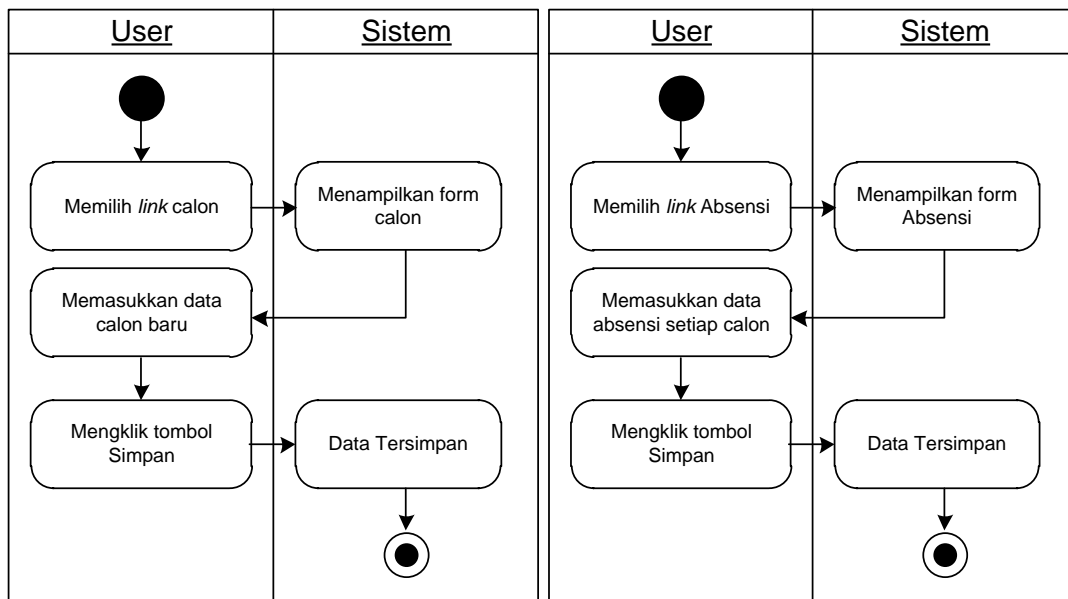 User
Sistem
Memilih link calon
Menampilkan form
calon
Memasukkan data
calon baru
Mengklik tombol
Simpan
Data Tersimpan
User
Sistem
Memilih link Absensi
Menampilkan form
Absensi
Memasukkan data
absensi setiap calon
Mengklik tombol
Simpan
Data Tersimpan